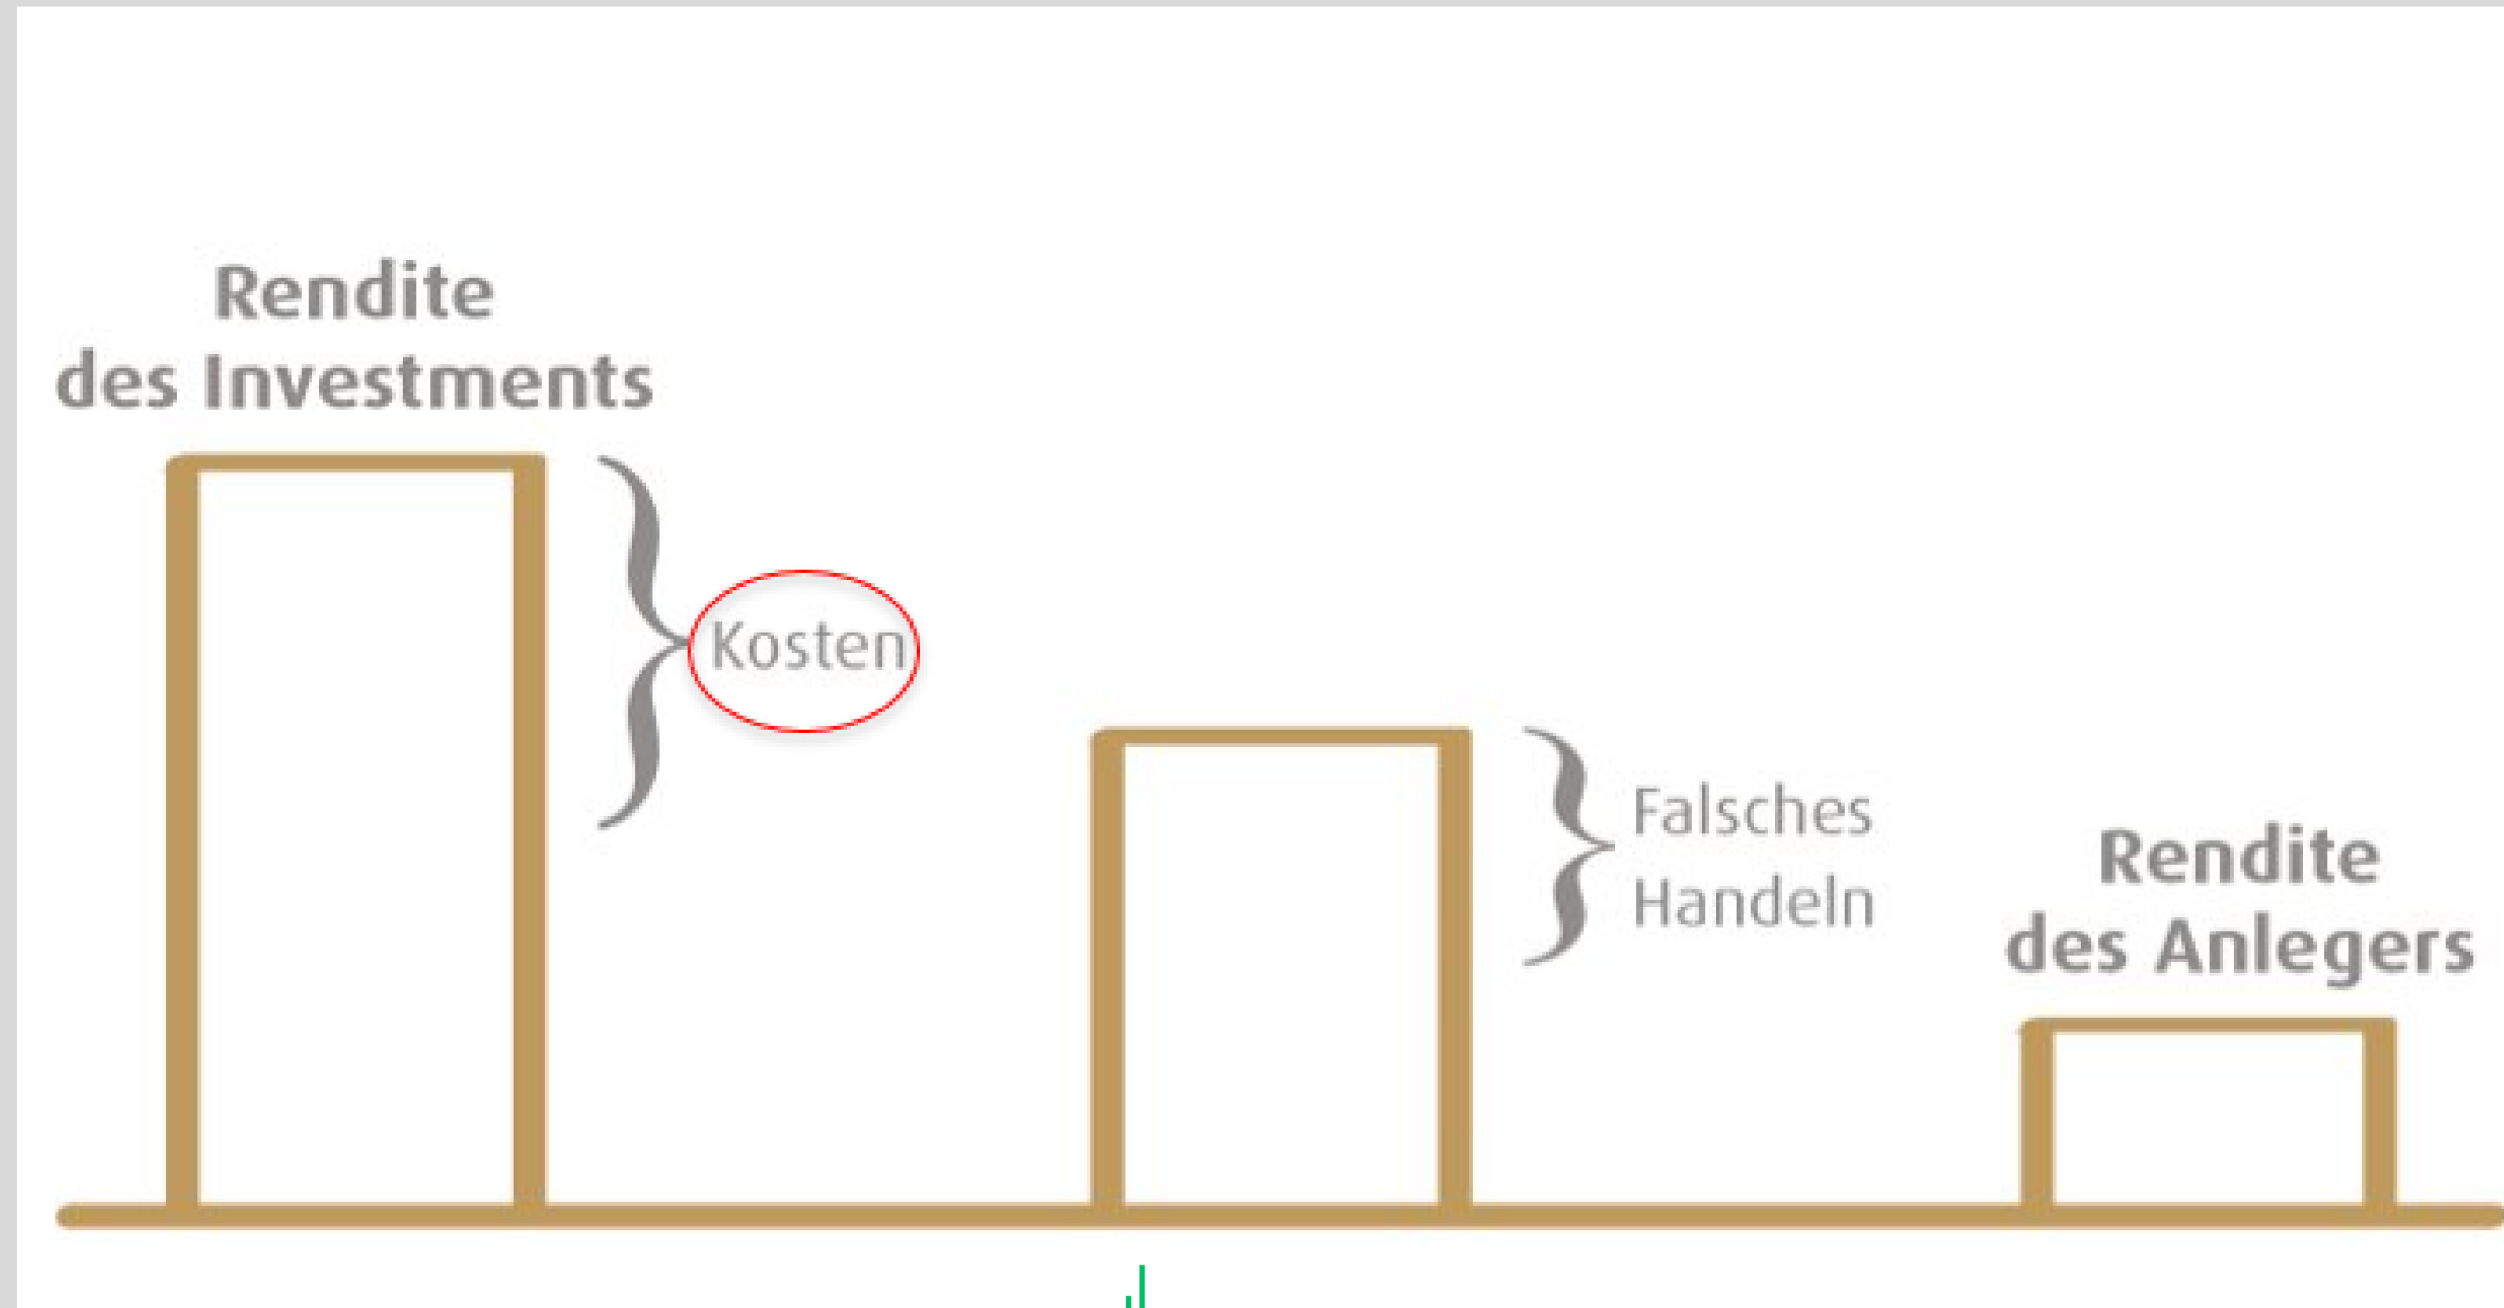 Rendite
des Investments
Kosten
Falsches
Handeln
Rendite
des Anlegers